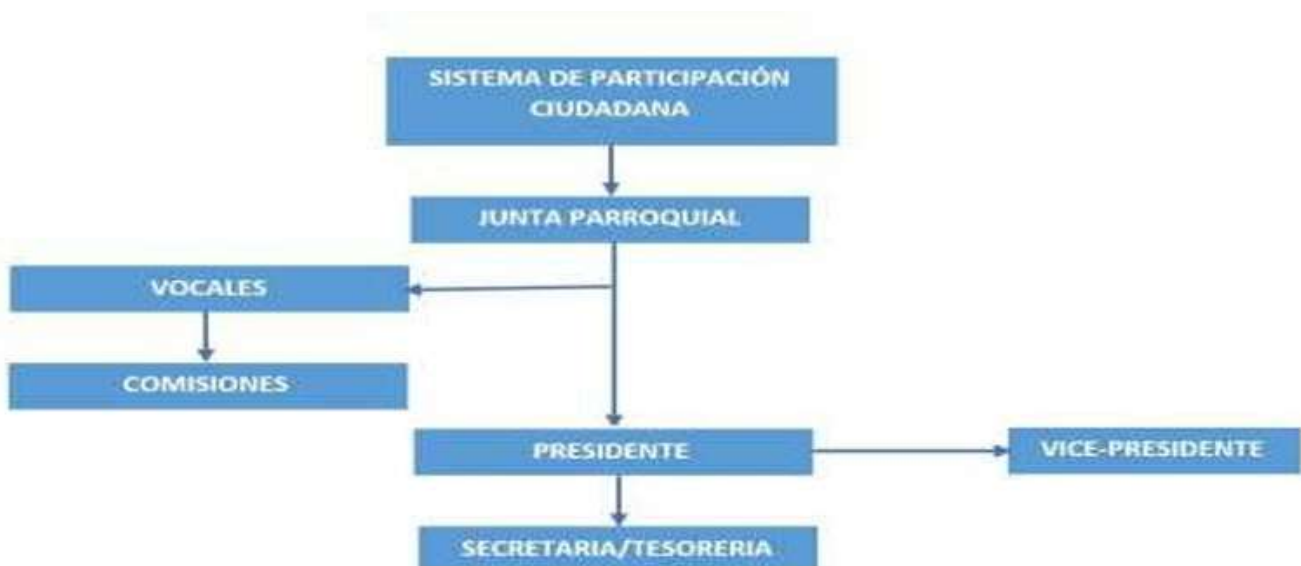 SISTEMA DE PARTICIPACIÓN
CIUDADANA
JUNTA PARROQUIAL
VOCALES
COMISIONES
PRESIDENTE
VICE-PRESIDENTE
SECRETARIA/TESORERIA